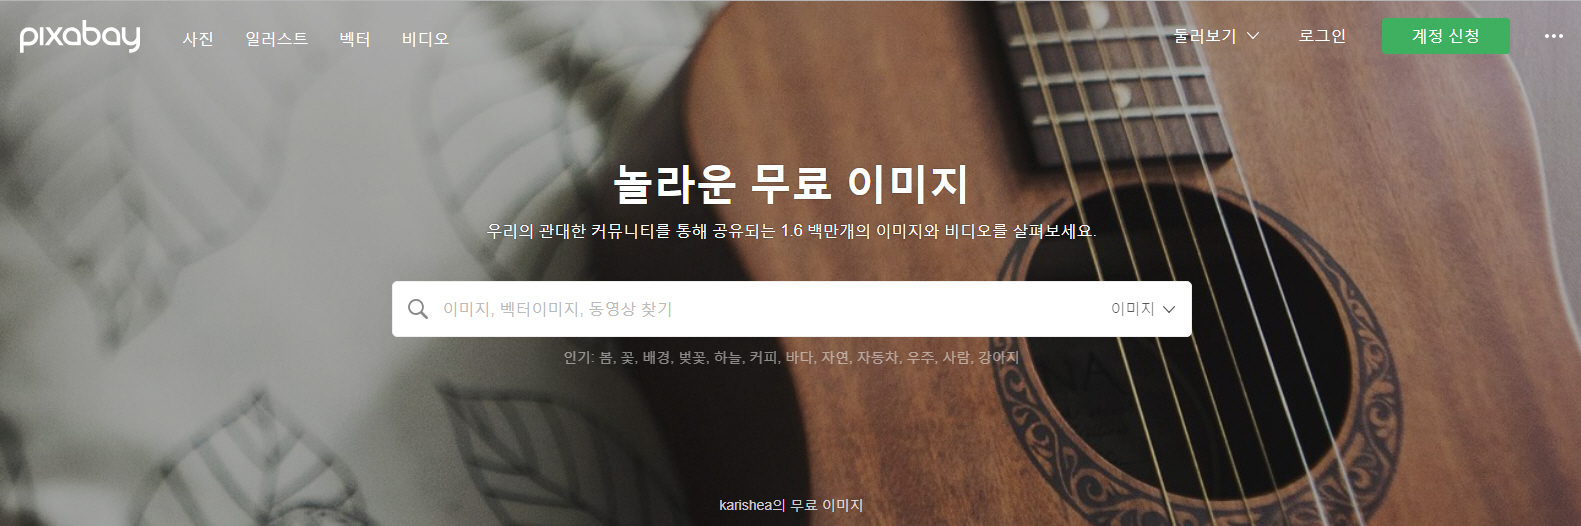 pixabay 사진 일러스트 벡터 비디오 둘러보기 로그인 계정 신청
놀라운 무료 이미지
우리의 관대한 커뮤니티를 통해 공유되는 1.6 백만개의 이미지와 비디오를 살펴보세요.
이미지, 벡터이미지, 동영상 찾기 이미지
인기: 봄, 꽃, 배경, 벚꽃, 하늘, 커피, 바다, 자연, 자동차, 우주, 사람, 강아지
karishea의 무료 이미지